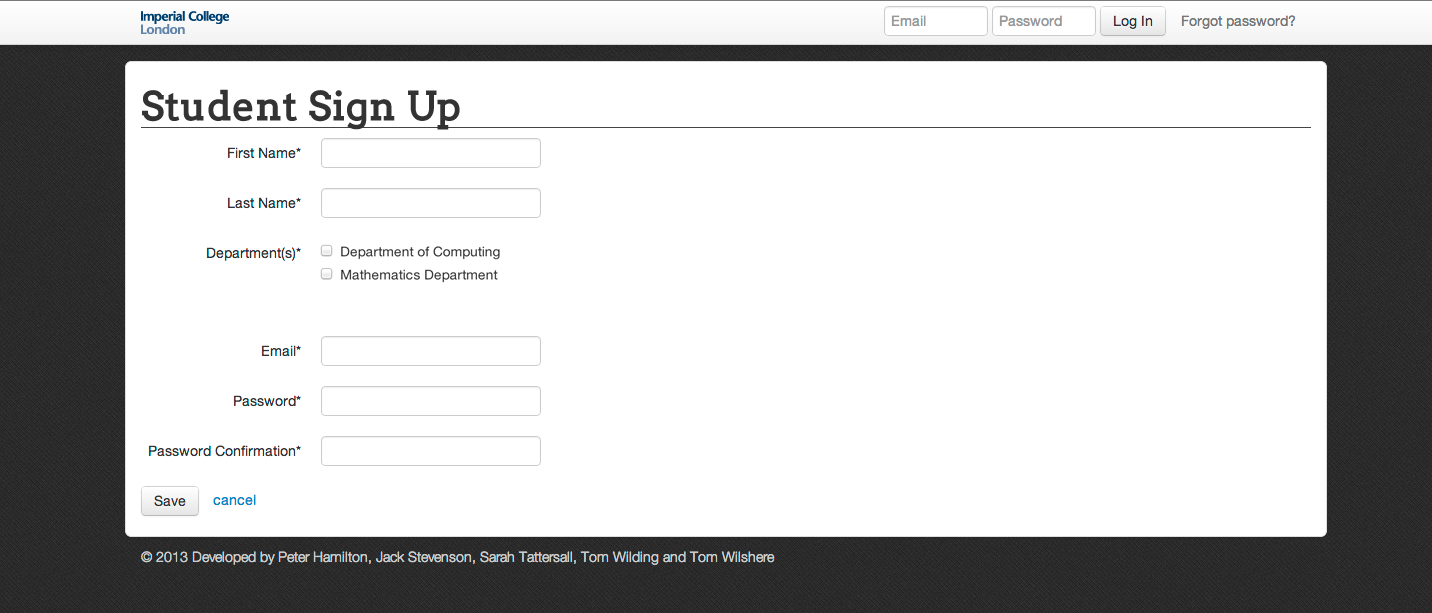 Imperial College
London
Email Password Log In Forgot password?
Student Sign Up
First Name*
Last Name*
Department(s)* Department of Computing
Mathematics Department
Email*
Password*
Password Confirmation*
Save cancel
© 2013 Developed by Peter Hamilton, Jack Stevenson, Sarah Tattersall, Tom Wilding and Tom Wilshere